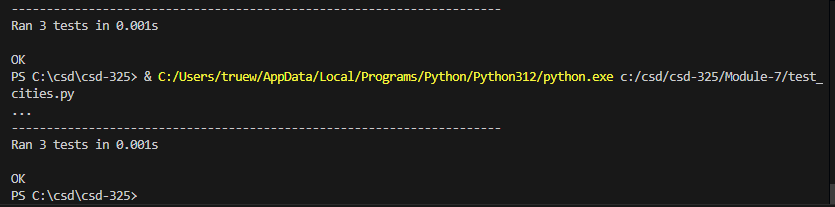 ----------------------------------------------------------------------
Ran 3 tests in 0.001s
OK
PS C:\csd\csd-325> & C:/Users/truew/AppData/Local/Programs/Python/Python312/python.exe c:/csd/csd-325/Module-7/test_
cities.py
...
----------------------------------------------------------------------
Ran 3 tests in 0.001s
OK
PS C:\csd\csd-325>